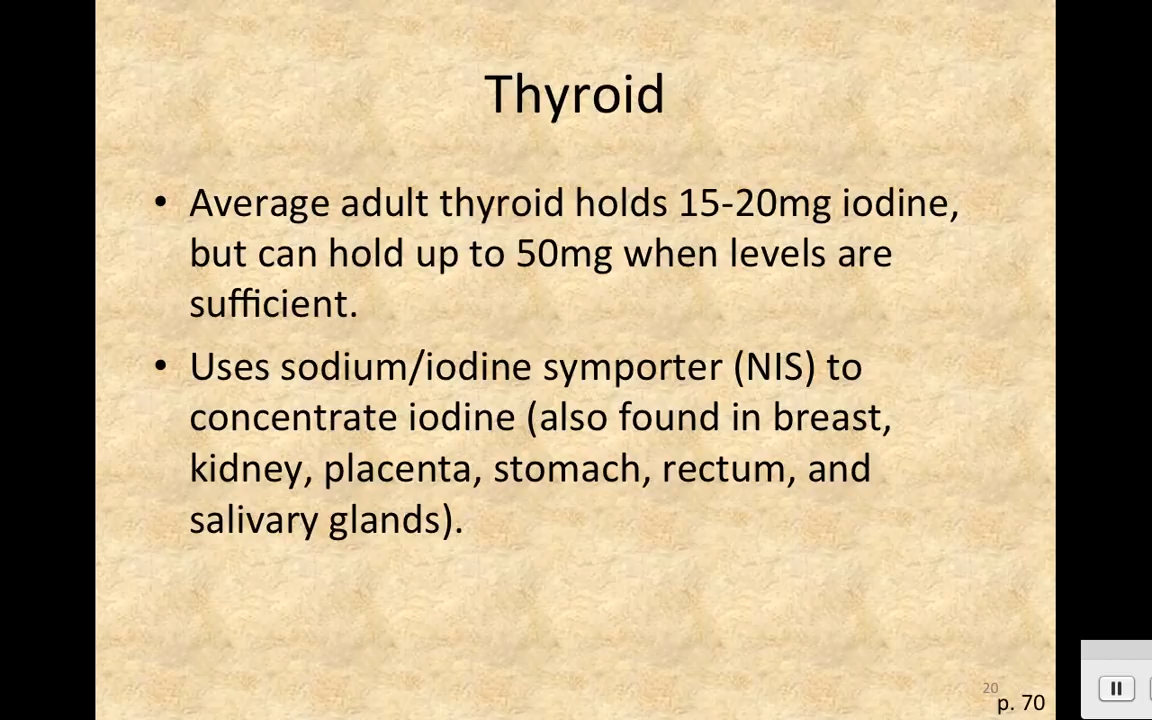 Thyroid
• Average adult thyroid holds 15-20mg iodine,
but can hold up to 50mg when levels are
sufficient.
• Uses sodium/iodine symporter (NIS) to
concentrate iodine (also found in breast,
kidney, placenta, stomach, rectum, and
salivary glands).
20
p. 70